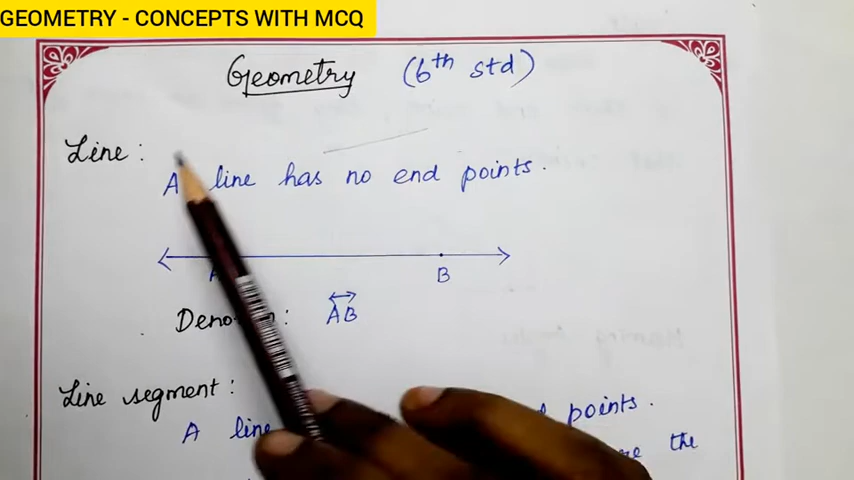 GEOMETRY - CONCEPTS WITH MCQ
Geometry (6th std)
Line :
A line has no end points.
A B
AB
Line segment :
A line points.
the